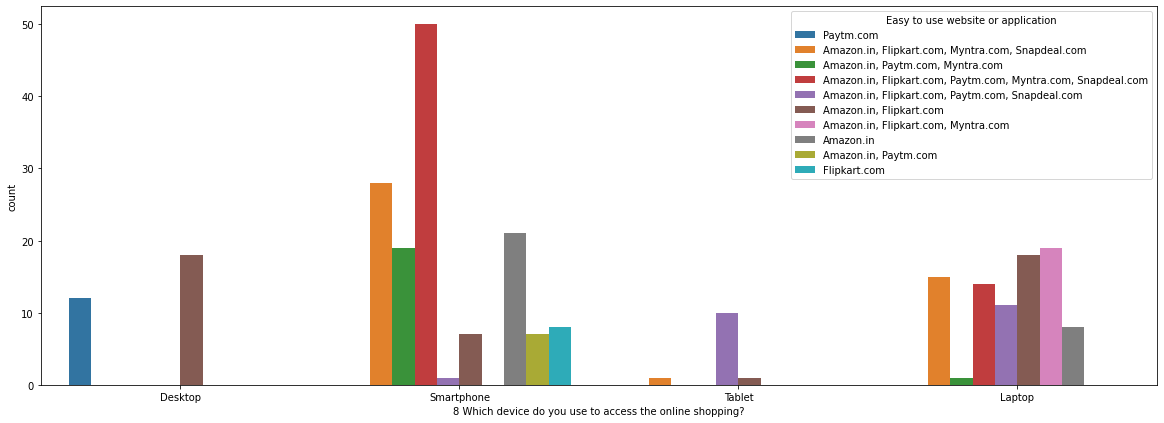 Easy to use website or application
Paytm.com
Amazon.in, Flipkart.com, Myntra.com, Snapdeal.com
Amazon.in, Paytm.com, Myntra.com
Amazon.in, Flipkart.com, Paytm.com, Myntra.com, Snapdeal.com
Amazon.in, Flipkart.com, Paytm.com, Snapdeal.com
Amazon.in, Flipkart.com
Amazon.in, Flipkart.com, Myntra.com
Amazon.in
Amazon.in, Paytm.com
Flipkart.com
50
40
30
20
10
0
count
Desktop Smartphone Tablet Laptop
8 Which device do you use to access the online shopping?